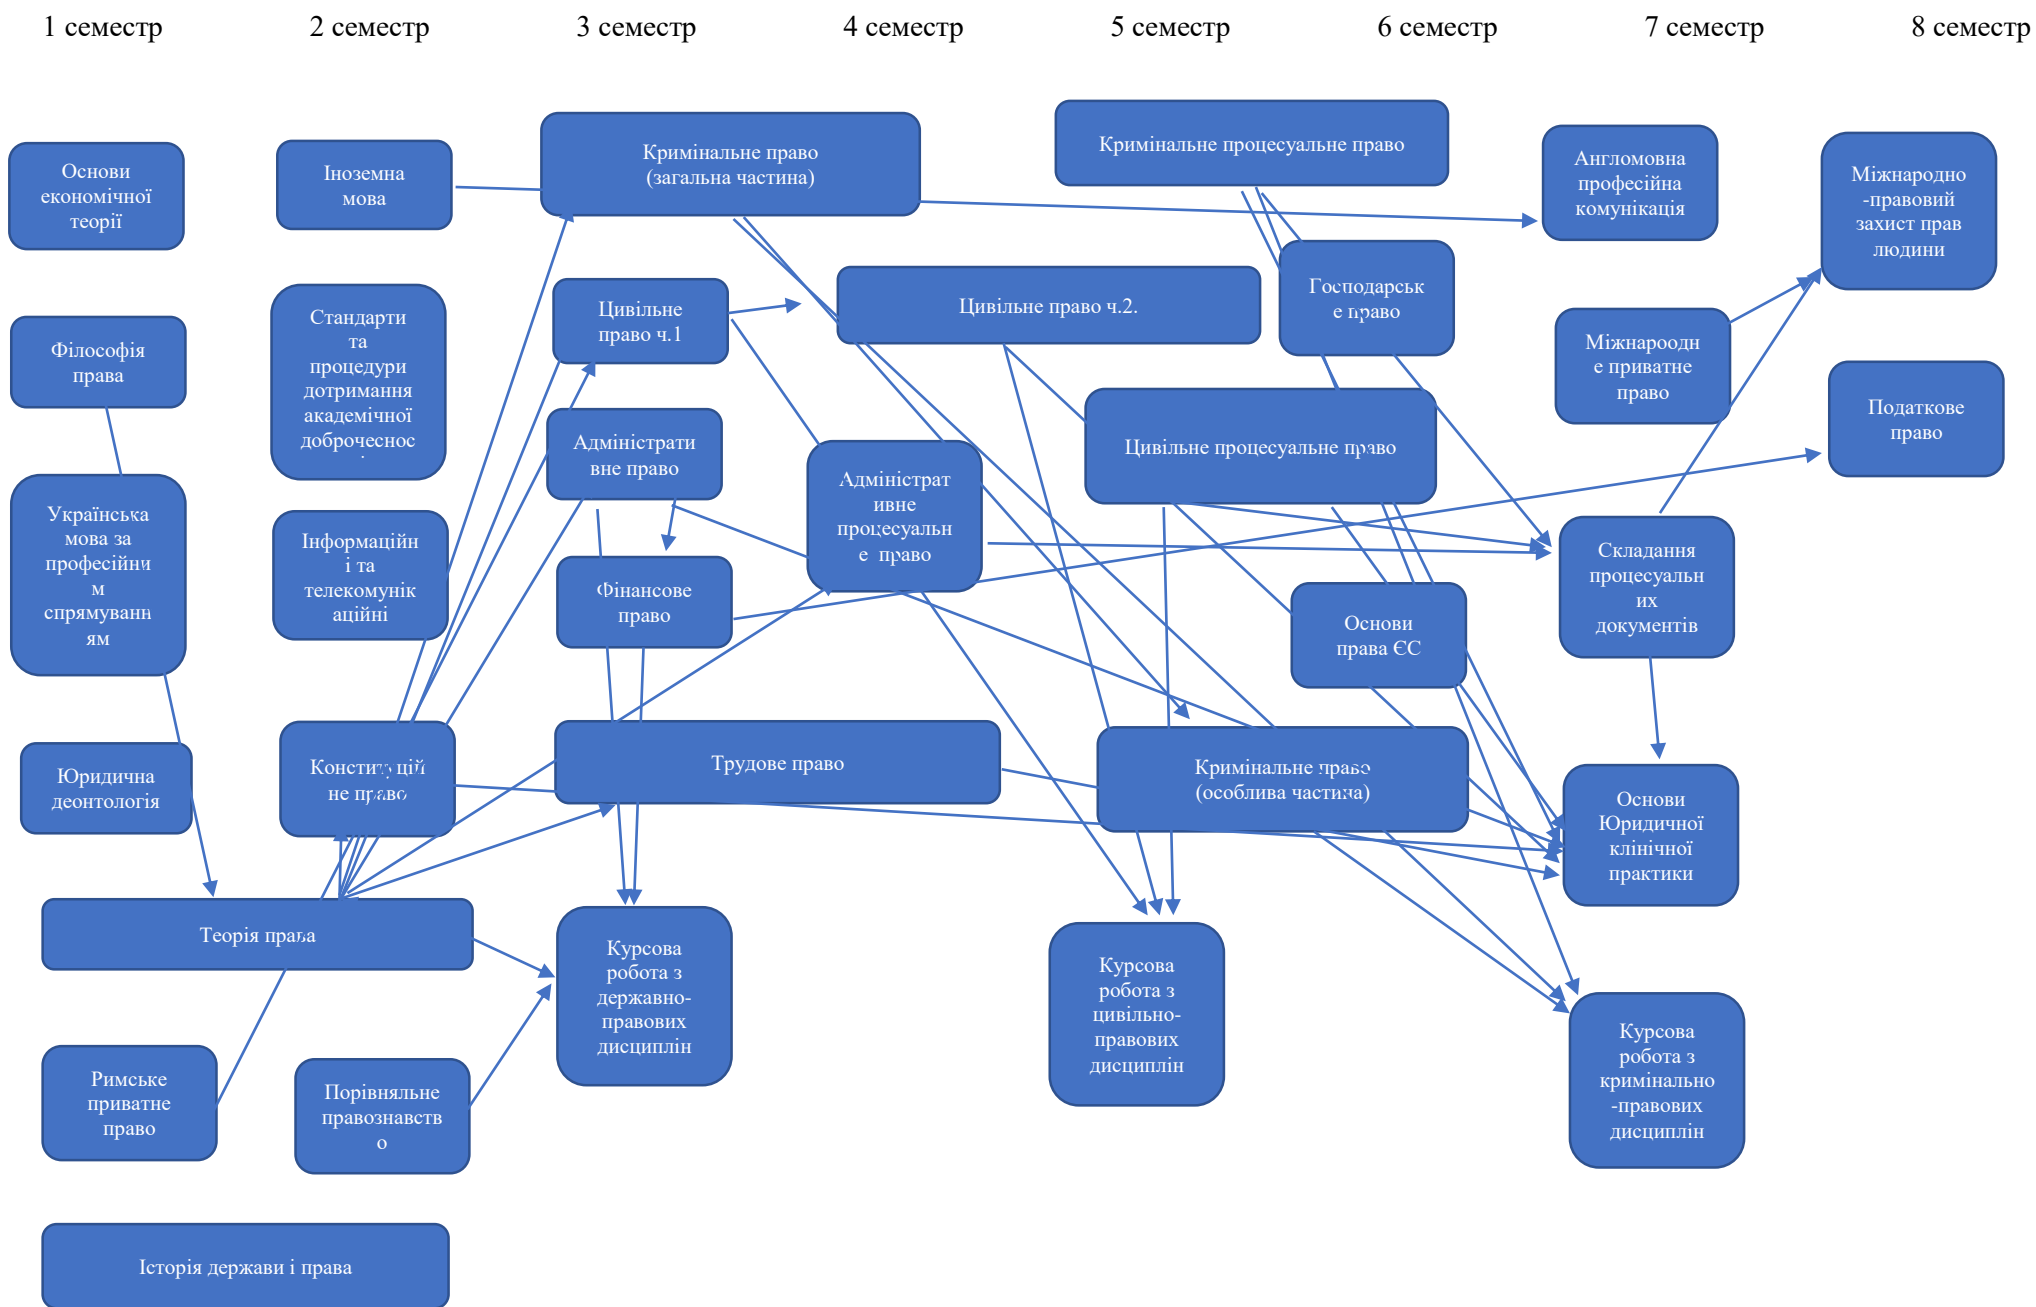 1 семестр
2 семестр
3 семестр
4 семестр
5 семестр
6 семестр
7 семестр
8 семестр
Основи
економічної
теорії
Філософія
права
Українська
мова за
професійни
м
спрямуванн
ям
Юридична
деонтологія
Теорія права
Римське
приватне
право
Історія держави і права
Іноземна
мова
Стандарти
та
процедури
дотримання
академічної
доброчеснос
Інформаційн
і та
телекомунік
аційні
Конституцій
не право
Порівняльне
правознавств
о
Кримінальне право
(загальна частина)
Цивільне
право ч.1
Адміністрати
вне право
Фінансове
право
Трудове право
Курсова
робота з
державно-
правових
дисциплін
Цивільне право ч.2.
Адміністрат
ивне
процесуальн
е право
Кримінальне процесуальне право
Цивільне процесуальне право
Кримінальне право
(особлива частина)
Курсова
робота з
цивільно-
правових
дисциплін
Господарськ
е право
Основи
права ЄС
Англомовна
професійна
комунікація
Міжнароодн
е приватне
право
Складання
процесуальн
их
документів
Основи
Юридичної
клінічної
практики
Курсова
робота з
кримінально
-правових
дисциплін
Міжнародно
-правовий
захист прав
людини
Податкове
право